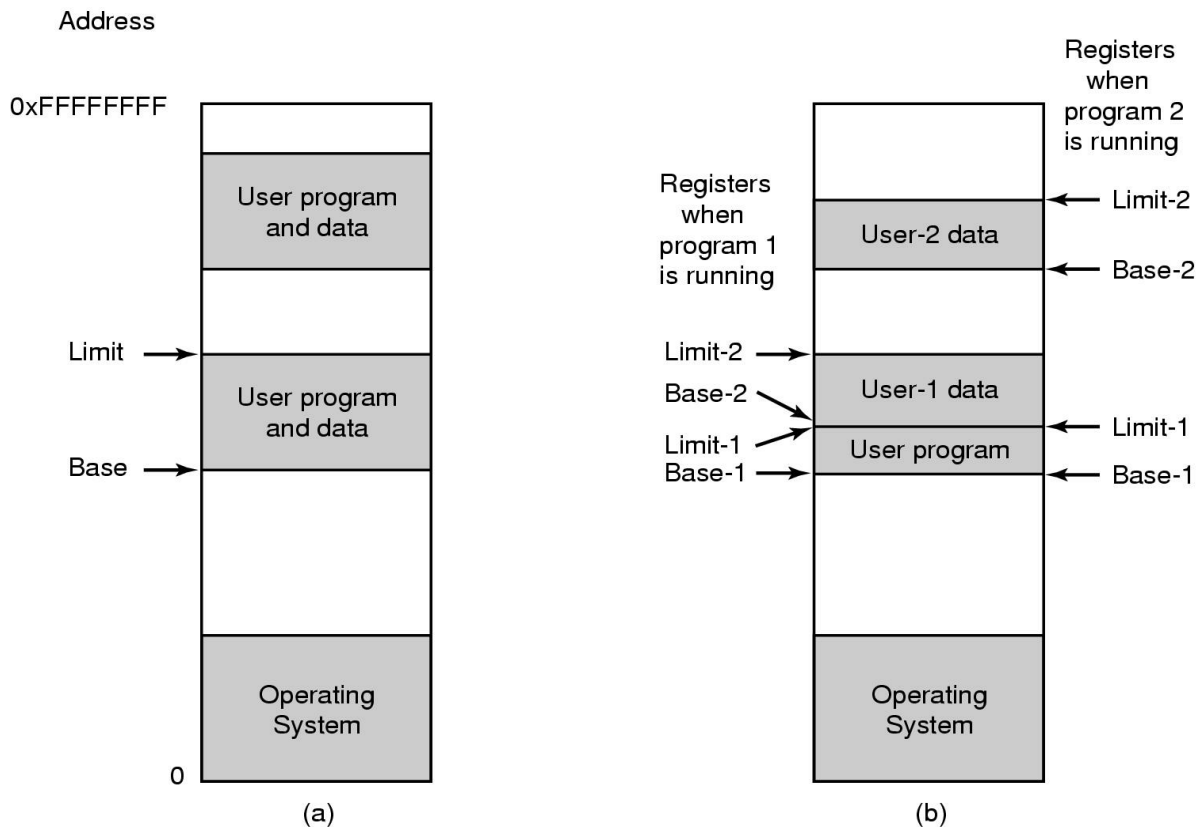 Address
0xFFFFFFFF
User program
and data
Limit
User program
and data
Base
Operating
System
0
(a)
Registers
when
program 1
is running
Limit-2
Base-2
Limit-1
Base-1
User-2 data
User-1 data
User program
Operating
System
(b)
Registers
when
program 2
is running
Limit-2
Base-2
Limit-1
Base-1